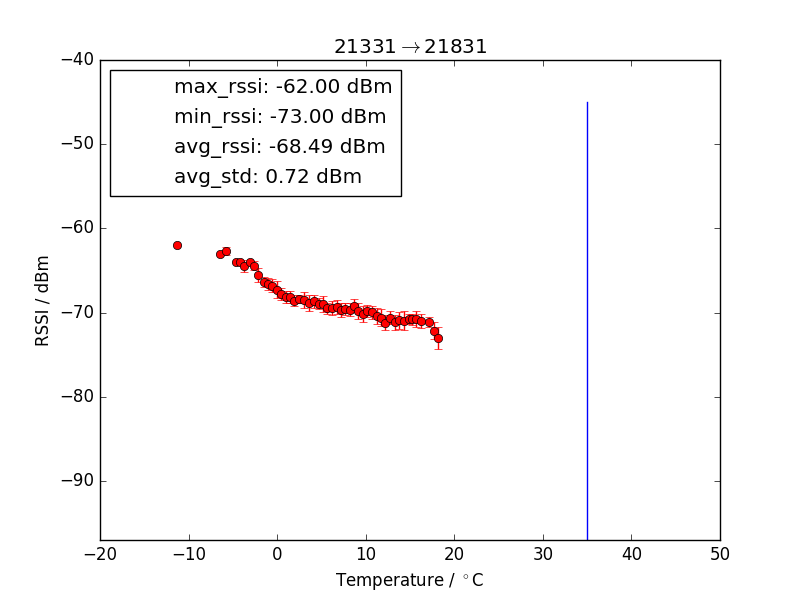 21331→21831
max_rssi: -62.00 dBm
min_rssi: -73.00 dBm
avg_rssi: -68.49 dBm
avg_std: 0.72 dBm
−40
−50
−60
−70
−80
−90
RSSI / dBm
−20 −10 0 10 20 30 40 50
Temperature / °C